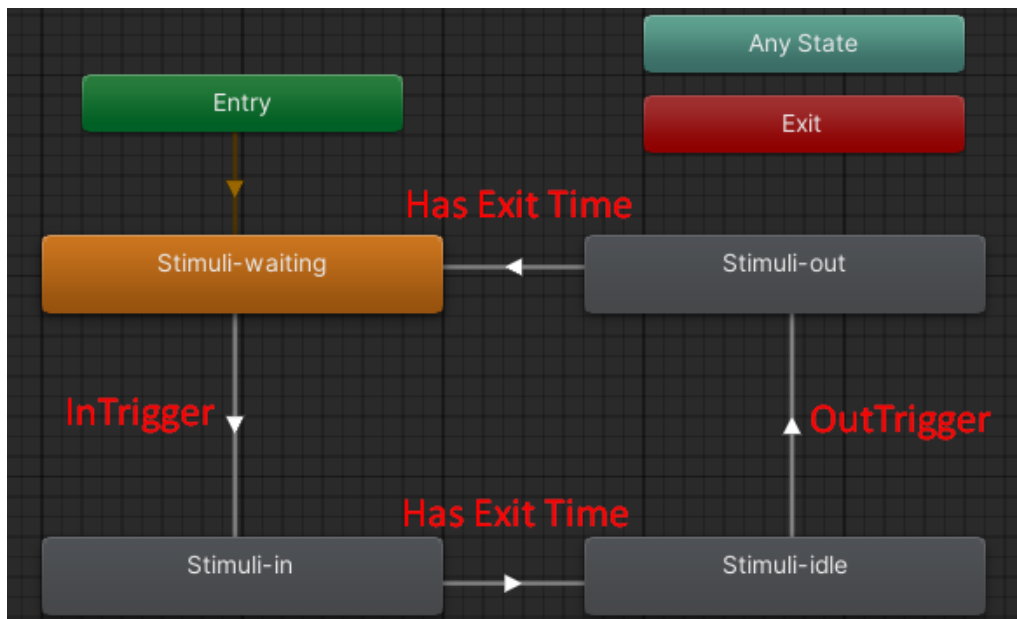 Any State
Entry
Exit
Has Exit Time
Stimuli-waiting
Stimuli-out
InTrigger
OutTrigger
Has Exit Time
Stimuli-in
Stimuli-idle